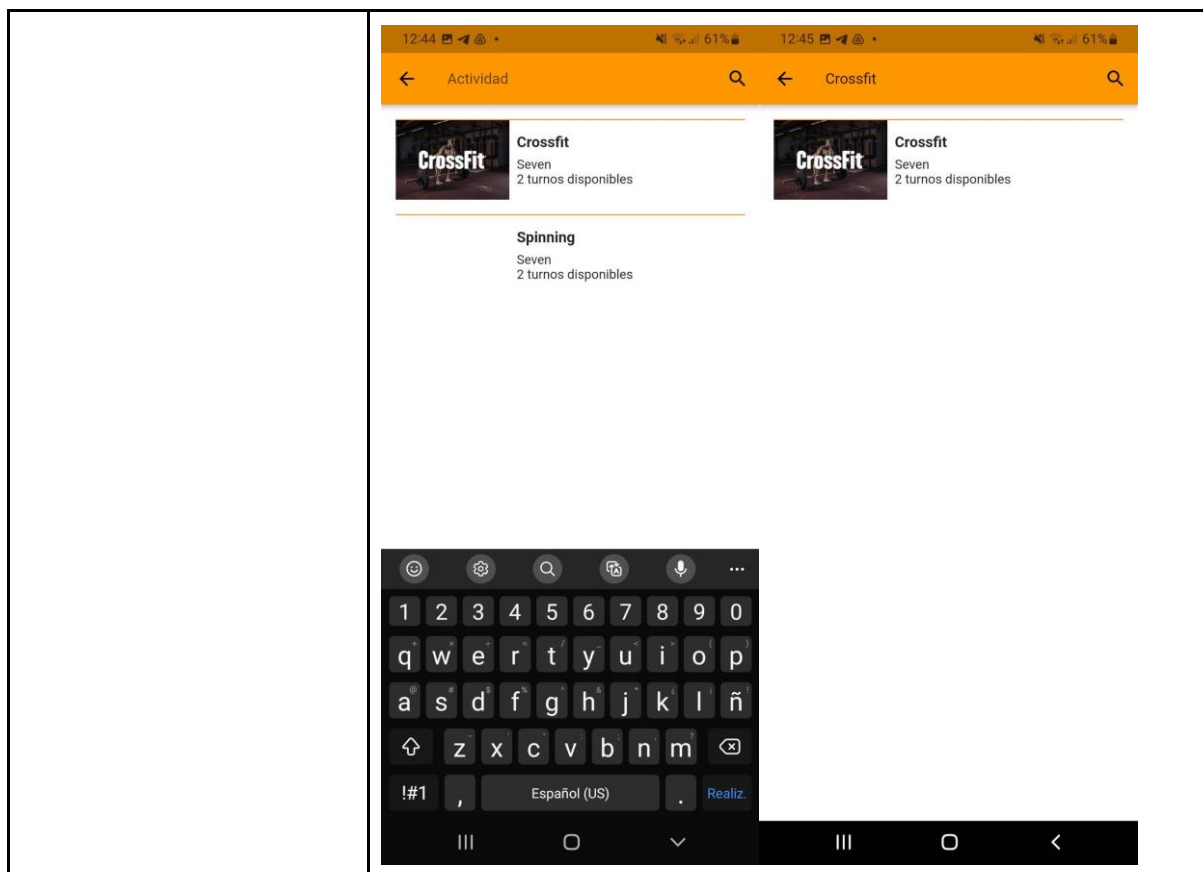 12:44 61%
Actividad
CrossFit
Crossfit
Seven
2 turnos disponibles
Spinning
Seven
2 turnos disponibles
1 2 3 4 5 6 7 8 9 0
q w e r t y u i o p
a s d f g h j k l ñ
z x c v b n m
!#1 , Español (US) . Realiz.
12:45 61%
Crossfit
CrossFit
Crossfit
Seven
2 turnos disponibles